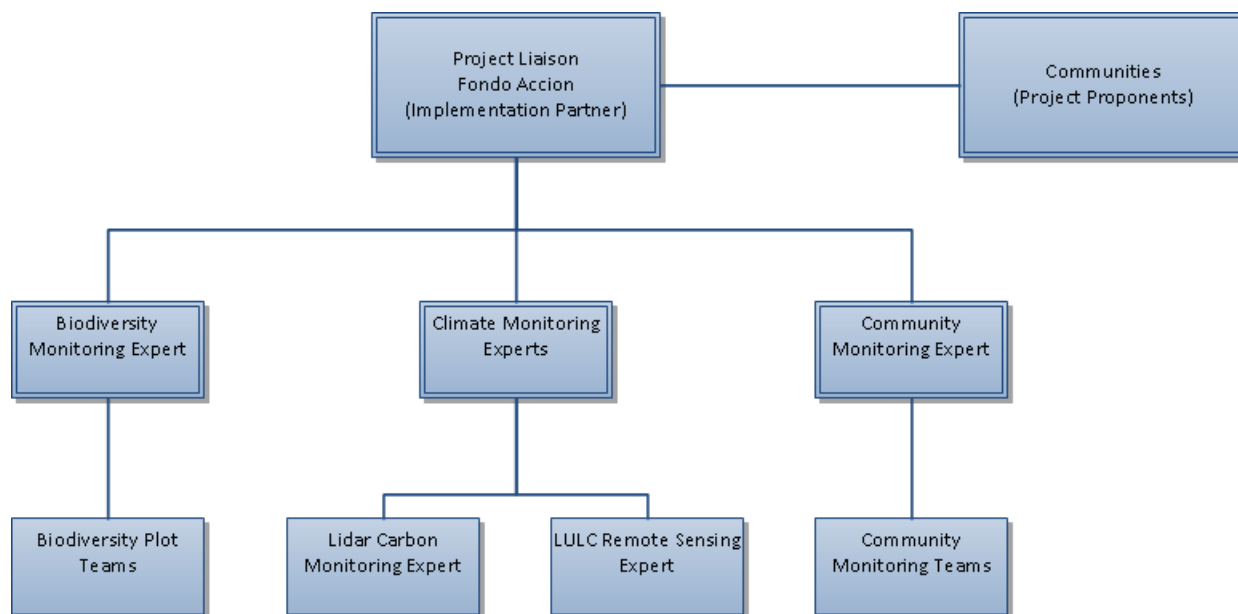 Project Liaison
Fondo Accion
(Implementation Partner)
Communities
(Project Proponents)
Biodiversity
Monitoring Expert
Climate Monitoring
Experts
Community
Monitoring Expert
Biodiversity Plot
Teams
Lidar Carbon
Monitoring Expert
LULC Remote Sensing
Expert
Community
Monitoring Teams